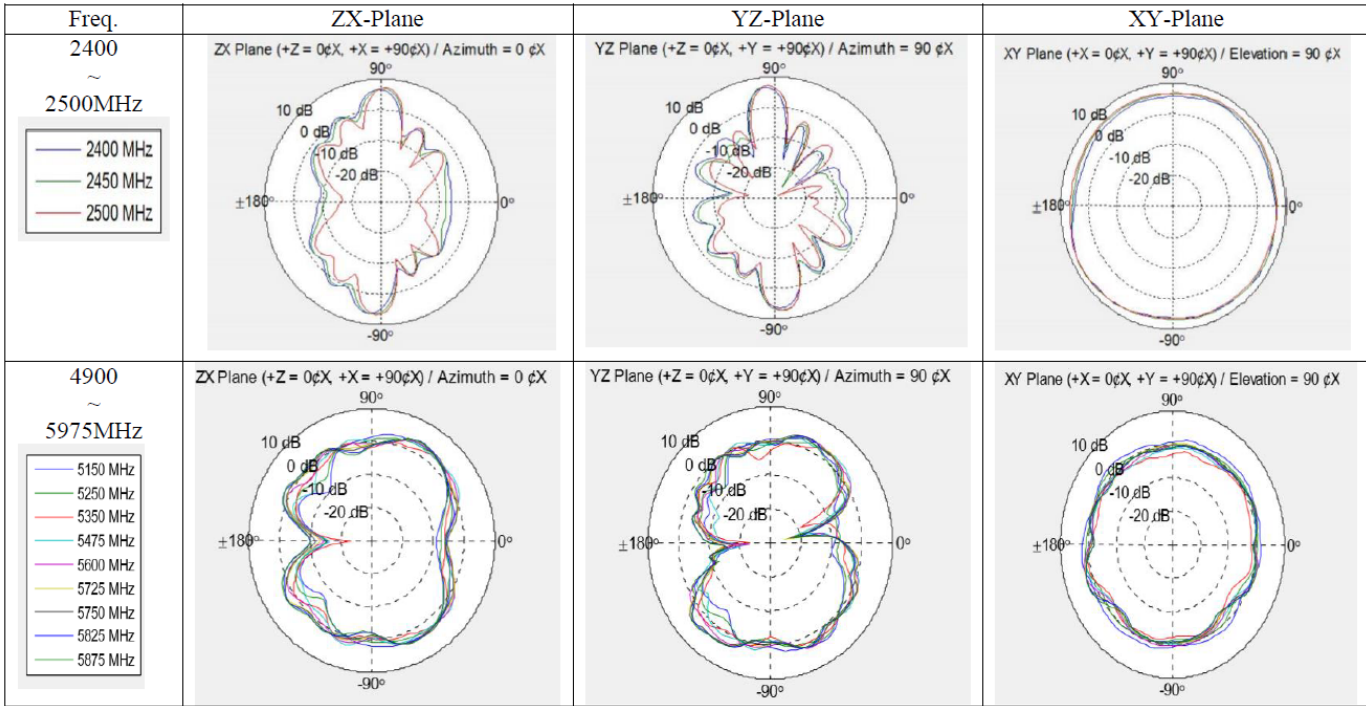 Freq.
ZX-Plane
YZ-Plane
XY-Plane
2400
~
2500MHz
2400 MHz
2450 MHz
2500 MHz
ZX Plane (+Z = 0¢X, +X = +90¢X) / Azimuth = 0 ¢X
90°
10 dB
0 dB
-10 dB
-20 dB
±180°
0°
-90°
YZ Plane (+Z = 0¢X, +Y = +90¢X) / Azimuth = 90 ¢X
90°
10 dB
0 dB
-10 dB
-20 dB
±180°
0°
-90°
XY Plane (+X = 0¢X, +Y = +90¢X) / Elevation = 90 ¢X
90°
10 dB
0 dB
-10 dB
-20 dB
±180°
0°
-90°
4900
~
5975MHz
5150 MHz
5250 MHz
5350 MHz
5475 MHz
5600 MHz
5725 MHz
5750 MHz
5825 MHz
5875 MHz
ZX Plane (+Z = 0¢X, +X = +90¢X) / Azimuth = 0 ¢X
90°
10 dB
0 dB
-10 dB
-20 dB
±180°
0°
-90°
YZ Plane (+Z = 0¢X, +Y = +90¢X) / Azimuth = 90 ¢X
90°
10 dB
0 dB
-10 dB
-20 dB
±180°
0°
-90°
XY Plane (+X = 0¢X, +Y = +90¢X) / Elevation = 90 ¢X
90°
10 dB
0 dB
-10 dB
-20 dB
±180°
0°
-90°